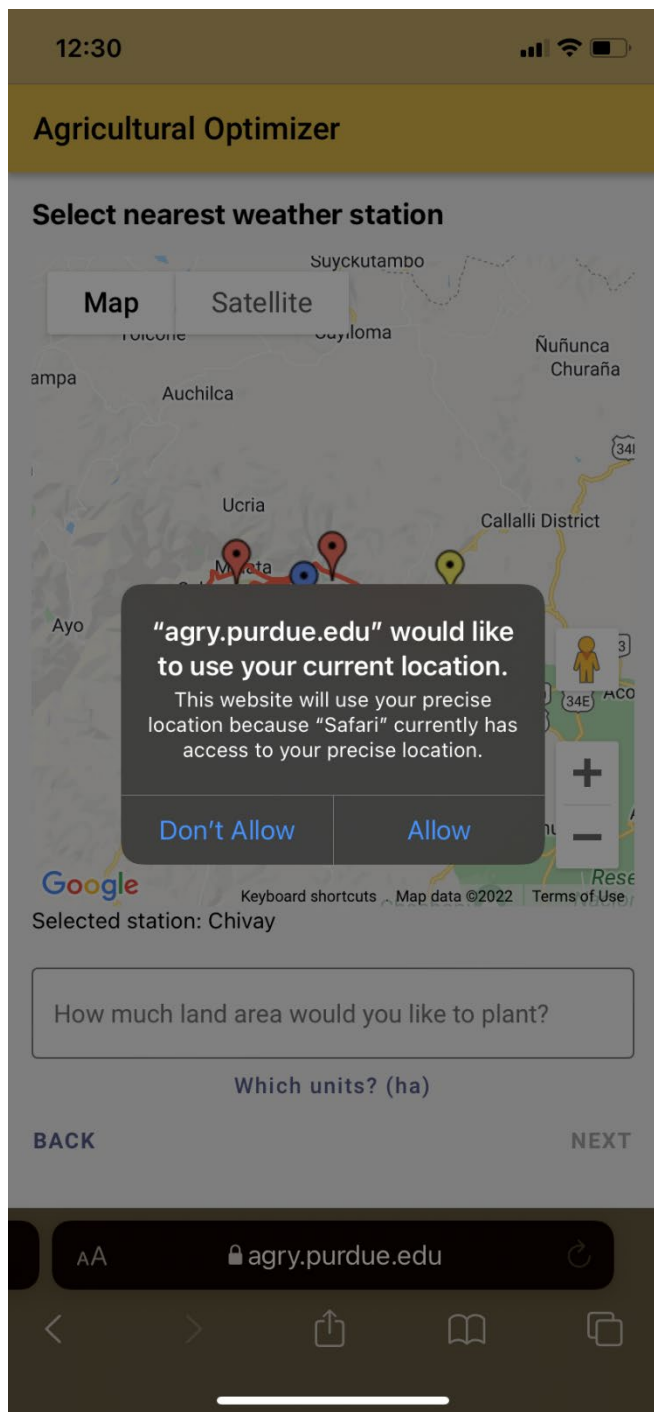 12:30
Agricultural Optimizer
Select nearest weather station
Suyckutambo
Map Satellite
Ñuñunca
Churaña
Auchilca
Ucria
Callalli District
Ayo
"agry.purdue.edu" would like
to use your current location.
This website will use your precise
location because "Safari" currently has
access to your precise location.
34E
Don't Allow Allow
Google
Keyboard shortcuts Map data ©2022 Terms of Use
Selected station: Chivay
How much land area would you like to plant?
Which units? (ha)
BACK NEXT
AA agry.purdue.edu